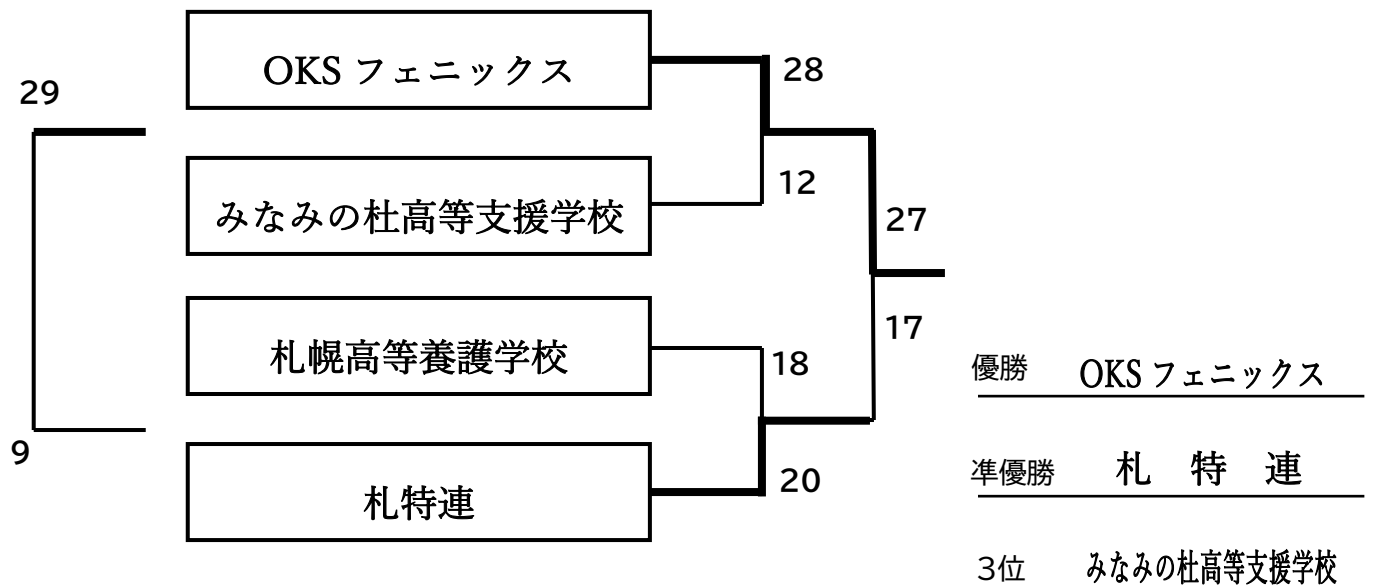 OKS フェニックス
28
29
12
みなみの杜高等支援学校
27
17
札幌高等養護学校
18
優勝 OKS フェニックス
9
20
準優勝 札 特 連
札特連
3位 みなみの杜高等支援学校